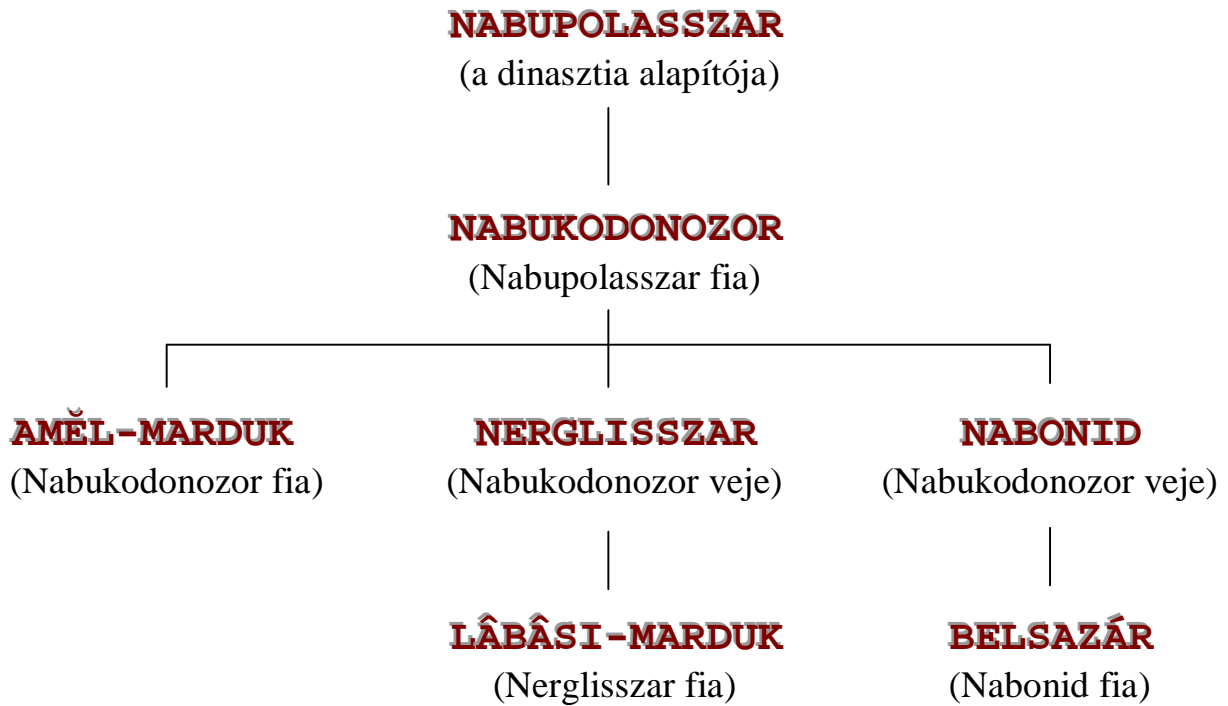 NABUPOLASSZAR
(a dinasztia alapítója)
NABUKODONOZOR
(Nabupolasszar fia)
AMĔL-MARDUK NERGLISSZAR NABONID
(Nabukodonozor fia) (Nabukodonozor veje) (Nabukodonozor veje)
LÂBÂSI-MARDUK BELSAZÁR
(Nerglisszar fia) (Nabonid fia)